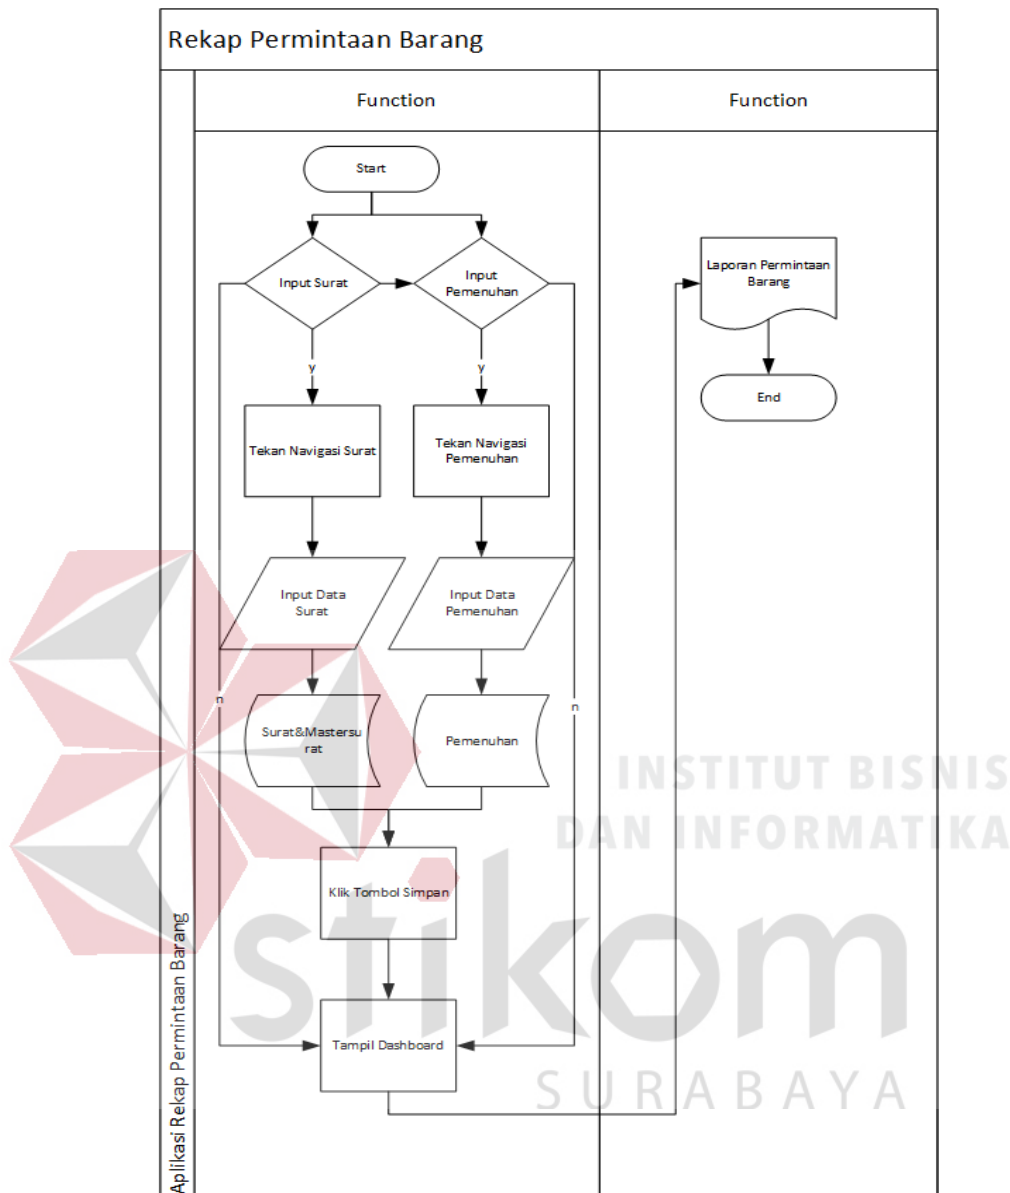 Rekap Permintaan Barang
Function
Function
Start
Input Surat
Input
Pemenuhan
Laporan Permintaan
Barang
y
y
End
Tekan Navigasi Surat
Tekan Navigasi
Pemenuhan
Input Data
Surat
Input Data
Pemenuhan
n
n
Surat&Mastersu
rat
Pemenuhan
INSTITUT BISNIS
DAN INFORMATIKA
Klik Tombol Simpan
stikom
Tampil Dashboard
SURABAYA
Aplikasi Rekap Permintaan Barang